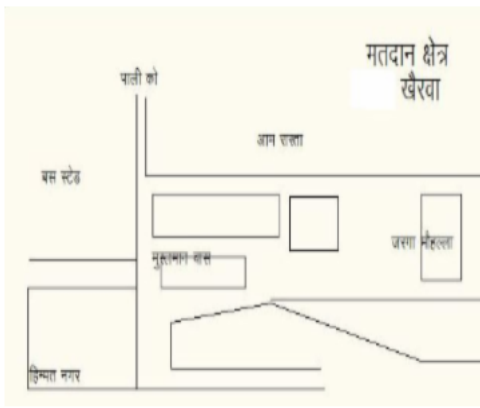 मतदान क्षेत्र
खैरवा
पाली को
आम रास्ता
बस स्टेड
जरगा मौहल्ला
मुसलमान वास
हिम्मत नगर